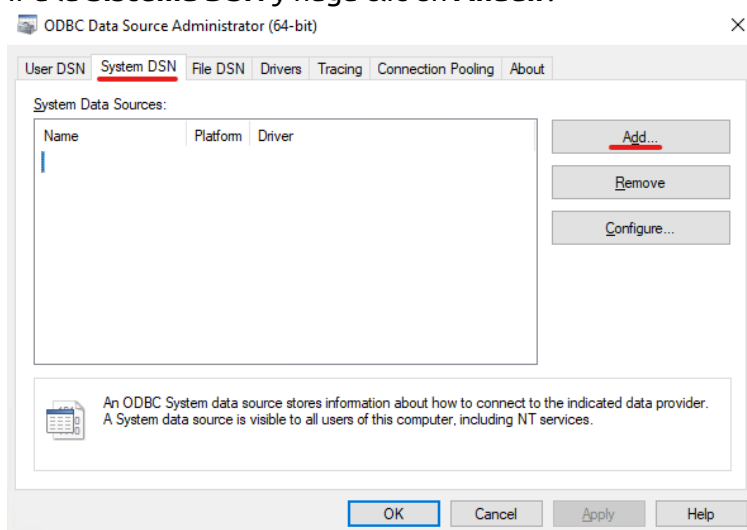 ODBC Data Source Administrator (64-bit)
User DSN System DSN File DSN Drivers Tracing Connection Pooling About
System Data Sources:
Name Platform Driver
Add...
Remove
Configure...
An ODBC System data source stores information about how to connect to the indicated data provider.
A System data source is visible to all users of this computer, including NT services.
OK Cancel Apply Help